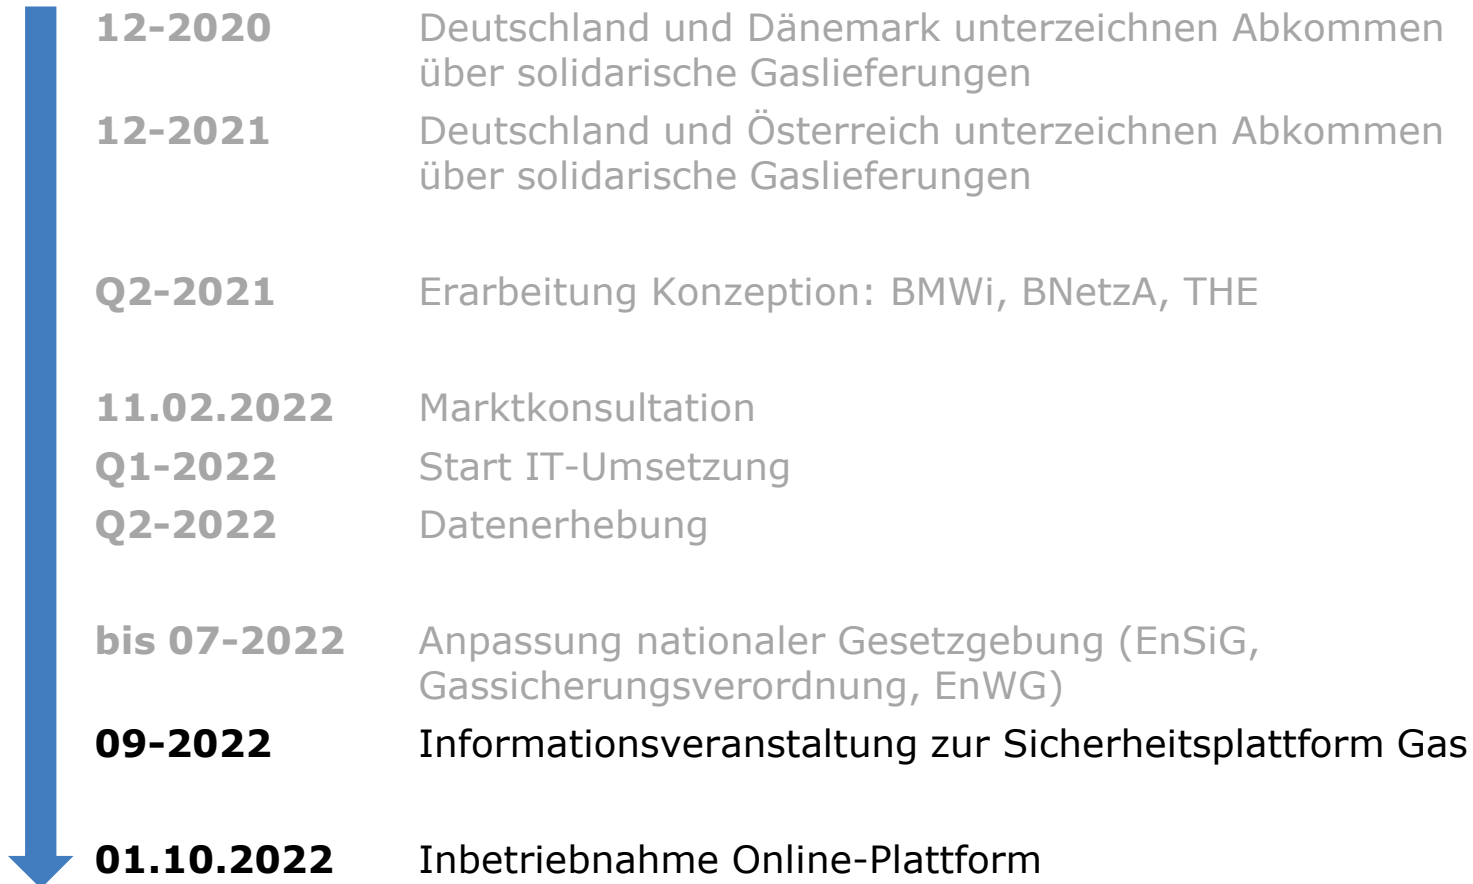 12-2020 Deutschland und Dänemark unterzeichnen Abkommen
über solidarische Gaslieferungen
12-2021 Deutschland und Österreich unterzeichnen Abkommen
über solidarische Gaslieferungen
Q2-2021 Erarbeitung Konzeption: BMWi, BNetzA, THE
11.02.2022 Marktkonsultation
Q1-2022 Start IT-Umsetzung
Q2-2022 Datenerhebung
bis 07-2022 Anpassung nationaler Gesetzgebung (EnSiG,
Gassicherungsverordnung, EnWG)
09-2022 Informationsveranstaltung zur Sicherheitsplattform Gas
01.10.2022 Inbetriebnahme Online-Plattform